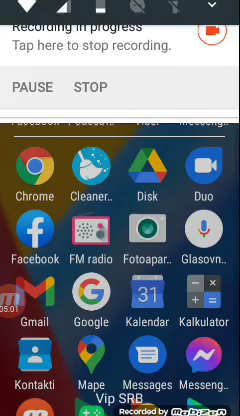 Recording in progress
Tap here to stop recording.
PAUSE STOP
Chrome Cleaner.. Disk Duo
Facebook FM radio Fotoapar.. Glasovn..
05:01
31
Gmail Google Kalendar Kalkulator
Kontakti Mape Messages Messeng..
Vip SRB
Recorded by Mobizen